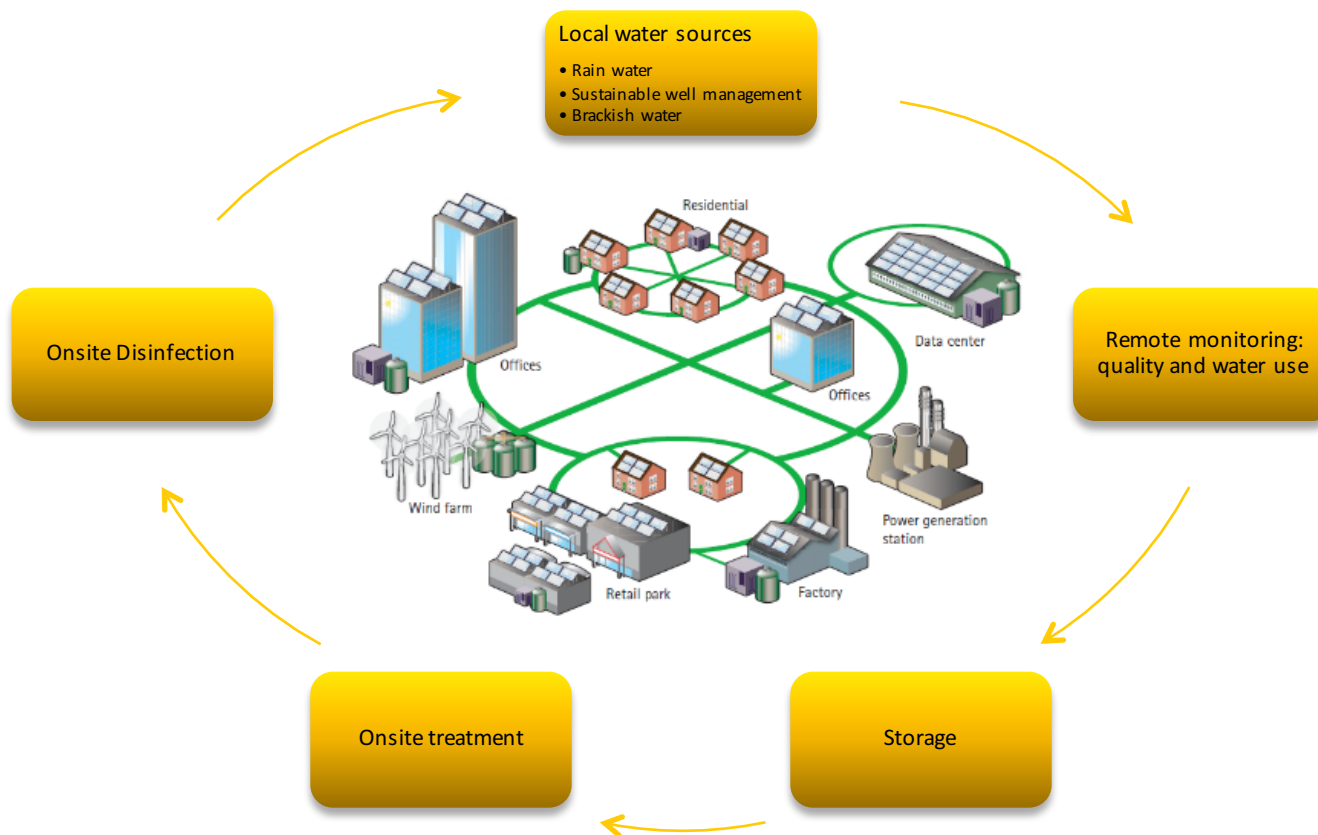 Local water sources
• Rain water
• Sustainable well management
• Brackish water
Residential
Data center
Onsite Disinfection
Remote monitoring:
quality and water use
Offices
Offices
Wind farm
Power generation
station
Retail park
Factory
Onsite treatment
Storage